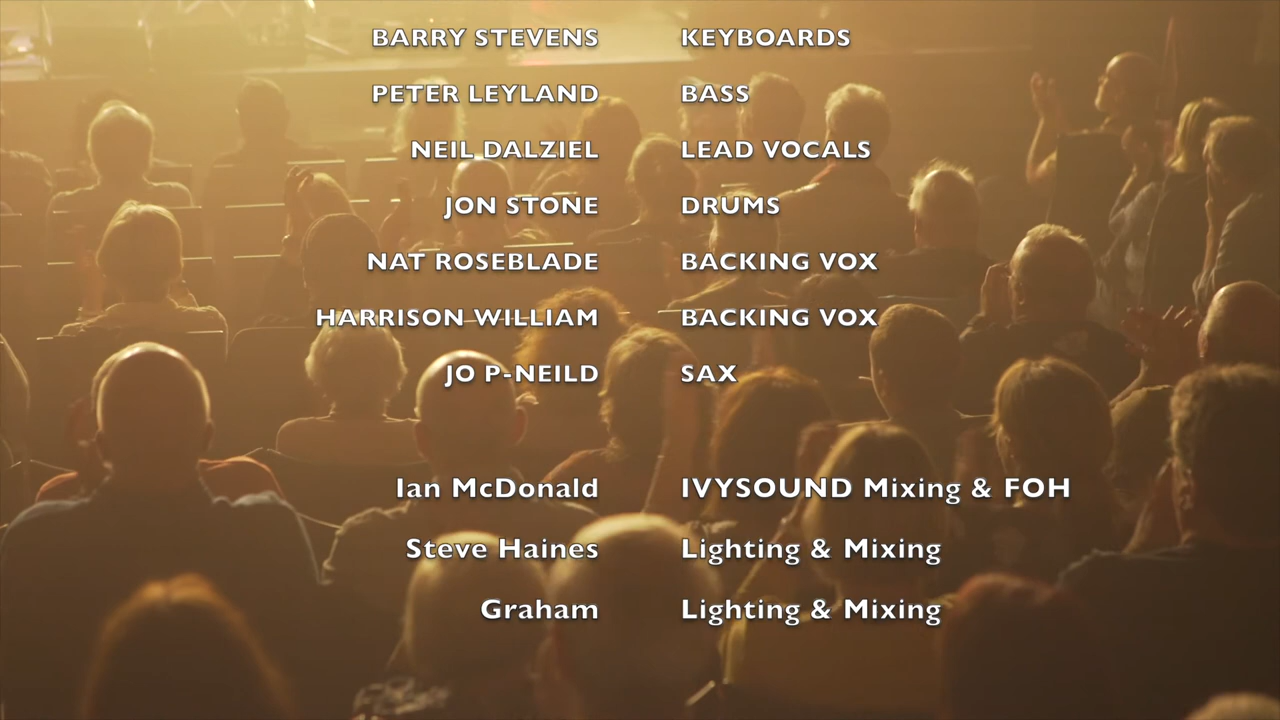 BARRY STEVENS KEYBOARDS
PETER LEYLAND BASS
NEIL DALZIEL LEAD VOCALS
JON STONE DRUMS
NAT ROSEBLADE BACKING VOX
HARRISON WILLIAM BACKING VOX
JO P-NEILD SAX
Ian McDonald IVYSOUND Mixing & FOH
Steve Haines Lighting & Mixing
Graham Lighting & Mixing